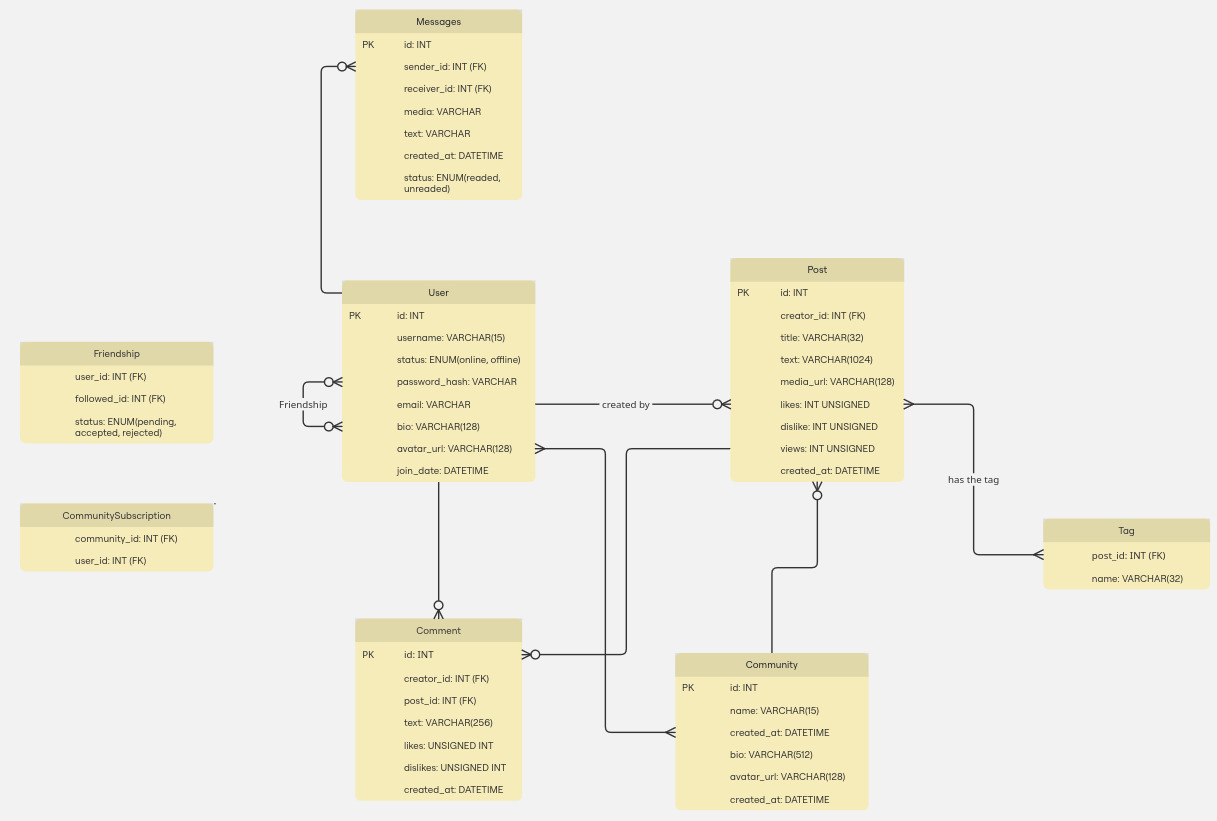 Messages
PK id: INT
sender_id: INT (FK)
receiver_id: INT (FK)
media: VARCHAR
text: VARCHAR
created_at: DATETIME
status: ENUM(readed,
unreaded)
User
PK id: INT
username: VARCHAR(15)
status: ENUM(online, offline)
password_hash: VARCHAR
email: VARCHAR
bio: VARCHAR(128)
avatar_url: VARCHAR(128)
join_date: DATETIME
Friendship
created by
Post
PK id: INT
creator_id: INT (FK)
title: VARCHAR(32)
text: VARCHAR(1024)
media_url: VARCHAR(128)
likes: INT UNSIGNED
dislike: INT UNSIGNED
views: INT UNSIGNED
created_at: DATETIME
has the tag
Friendship
user_id: INT (FK)
followed_id: INT (FK)
status: ENUM(pending,
accepted, rejected)
CommunitySubscription
community_id: INT (FK)
user_id: INT (FK)
Tag
post_id: INT (FK)
name: VARCHAR(32)
Comment
PK id: INT
creator_id: INT (FK)
post_id: INT (FK)
text: VARCHAR(256)
likes: UNSIGNED INT
dislikes: UNSIGNED INT
created_at: DATETIME
Community
PK id: INT
name: VARCHAR(15)
created_at: DATETIME
bio: VARCHAR(512)
avatar_url: VARCHAR(128)
created_at: DATETIME